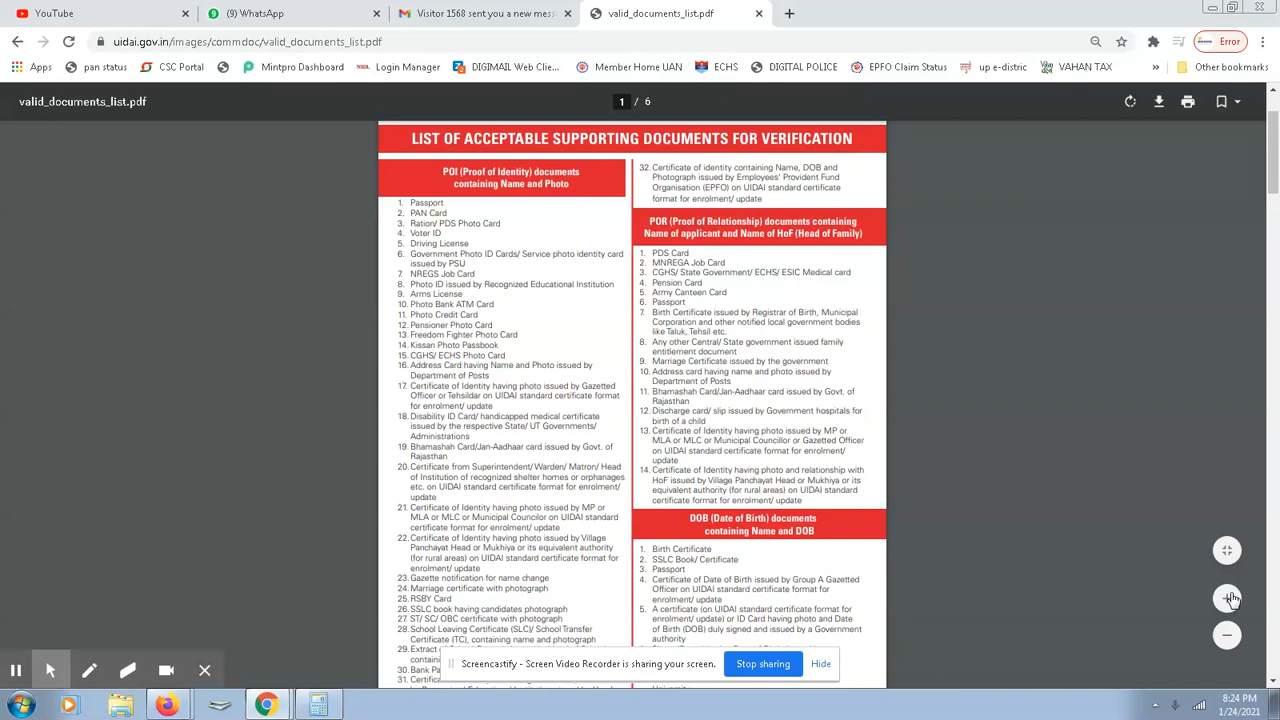 YouTube
(9) WhatsApp
Visitor 1568 sent you a new mess
valid_documents_list.pdf
uidai.gov.in/images/commdoc/valid_documents_list.pdf
Error
Apps
pan status
CSC Portal
Mintpro Dashboard
Login Manager
DIGIMAIL Web Clie...
Member Home UAN
ECHS
DIGITAL POLICE
EPFO Claim Status
up e-distric
VAHAN TAX
»
Other bookmarks
valid_documents_list.pdf
1 / 6
LIST OF ACCEPTABLE SUPPORTING DOCUMENTS FOR VERIFICATION
POI (Proof of Identity) documents
containing Name and Photo
1. Passport
2. PAN Card
3. Ration/ PDS Photo Card
4. Voter ID
5. Driving License
6. Government Photo ID Cards/ Service photo identity card
issued by PSU
7. NREGS Job Card
8. Photo ID issued by Recognized Educational Institution
9. Arms License
10. Photo Bank ATM Card
11. Photo Credit Card
12. Pensioner Photo Card
13. Freedom Fighter Photo Card
14. Kissan Photo Passbook
15. CGHS/ ECHS Photo Card
16. Address Card having Name and Photo issued by
Department of Posts
17. Certificate of Identity having photo issued by Gazetted
Officer or Tehsildar on UIDAI standard certificate format
for enrolment/ update
18. Disability ID Card/ handicapped medical certificate
issued by the respective State/ UT Governments/
Administrations
19. Bhamashah Card/Jan-Aadhaar card issued by Govt. of
Rajasthan
20. Certificate from Superintendent/ Warden/ Matron/ Head
of Institution of recognized shelter homes or orphanages
etc. on UIDAI standard certificate format for enrolment/
update
21. Certificate of Identity having photo issued by MP or
MLA or MLC or Municipal Councilor on UIDAI standard
certificate format for enrolment/ update
22. Certificate of Identity having photo issued by Village
Panchayat Head or Mukhiya or its equivalent authority
(for rural areas) on UIDAI standard certificate format for
enrolment/ update
23. Gazette notification for name change
24. Marriage certificate with photograph
25. RSBY Card
26. SSLC book having candidates photograph
27. ST/ SC/ OBC certificate with photograph
28. School Leaving Certificate (SLC)/ School Transfer
Certificate (TC), containing name and photograph
29. Extract
contain
30. Bank Pa
31. Certific
32. Certificate of identity containing Name, DOB and
Photograph issued by Employees' Provident Fund
Organisation (EPFO) on UIDAI standard certificate
format for enrolment/ update
POR (Proof of Relationship) documents containing
Name of applicant and Name of HoF (Head of Family)
1. PDS Card
2. MNREGA Job Card
3. CGHS/ State Government/ ECHS/ ESIC Medical card
4. Pension Card
5. Army Canteen Card
6. Passport
7. Birth Certificate issued by Registrar of Birth, Municipal
Corporation and other notified local government bodies
like Taluk, Tehsil etc.
8. Any other Central/ State government issued family
entitlement document
9. Marriage Certificate issued by the government
10. Address card having name and photo issued by
Department of Posts
11. Bhamashah Card/Jan-Aadhaar card issued by Govt. of
Rajasthan
12. Discharge card/ slip issued by Government hospitals for
birth of a child
13. Certificate of Identity having photo issued by MP or
MLA or MLC or Municipal Councillor or Gazetted Officer
on UIDAI standard certificate format for enrolment/
update
14. Certificate of Identity having photo and relationship with
HoF issued by Village Panchayat Head or Mukhiya or its
equivalent authority (for rural areas) on UIDAI standard
certificate format for enrolment/ update
DOB (Date of Birth) documents
containing Name and DOB
1. Birth Certificate
2. SSLC Book/ Certificate
3. Passport
4. Certificate of Date of Birth issued by Group A Gazetted
Officer on UIDAI standard certificate format for
enrolment/ update
5. A certificate (on UIDAI standard certificate format for
enrolment/ update) or ID Card having photo and Date
of Birth (DOB) duly signed and issued by a Government
authority
Screencastify - Screen Video Recorder is sharing your screen.
Stop sharing
Hide
8:24 PM
1/24/2021